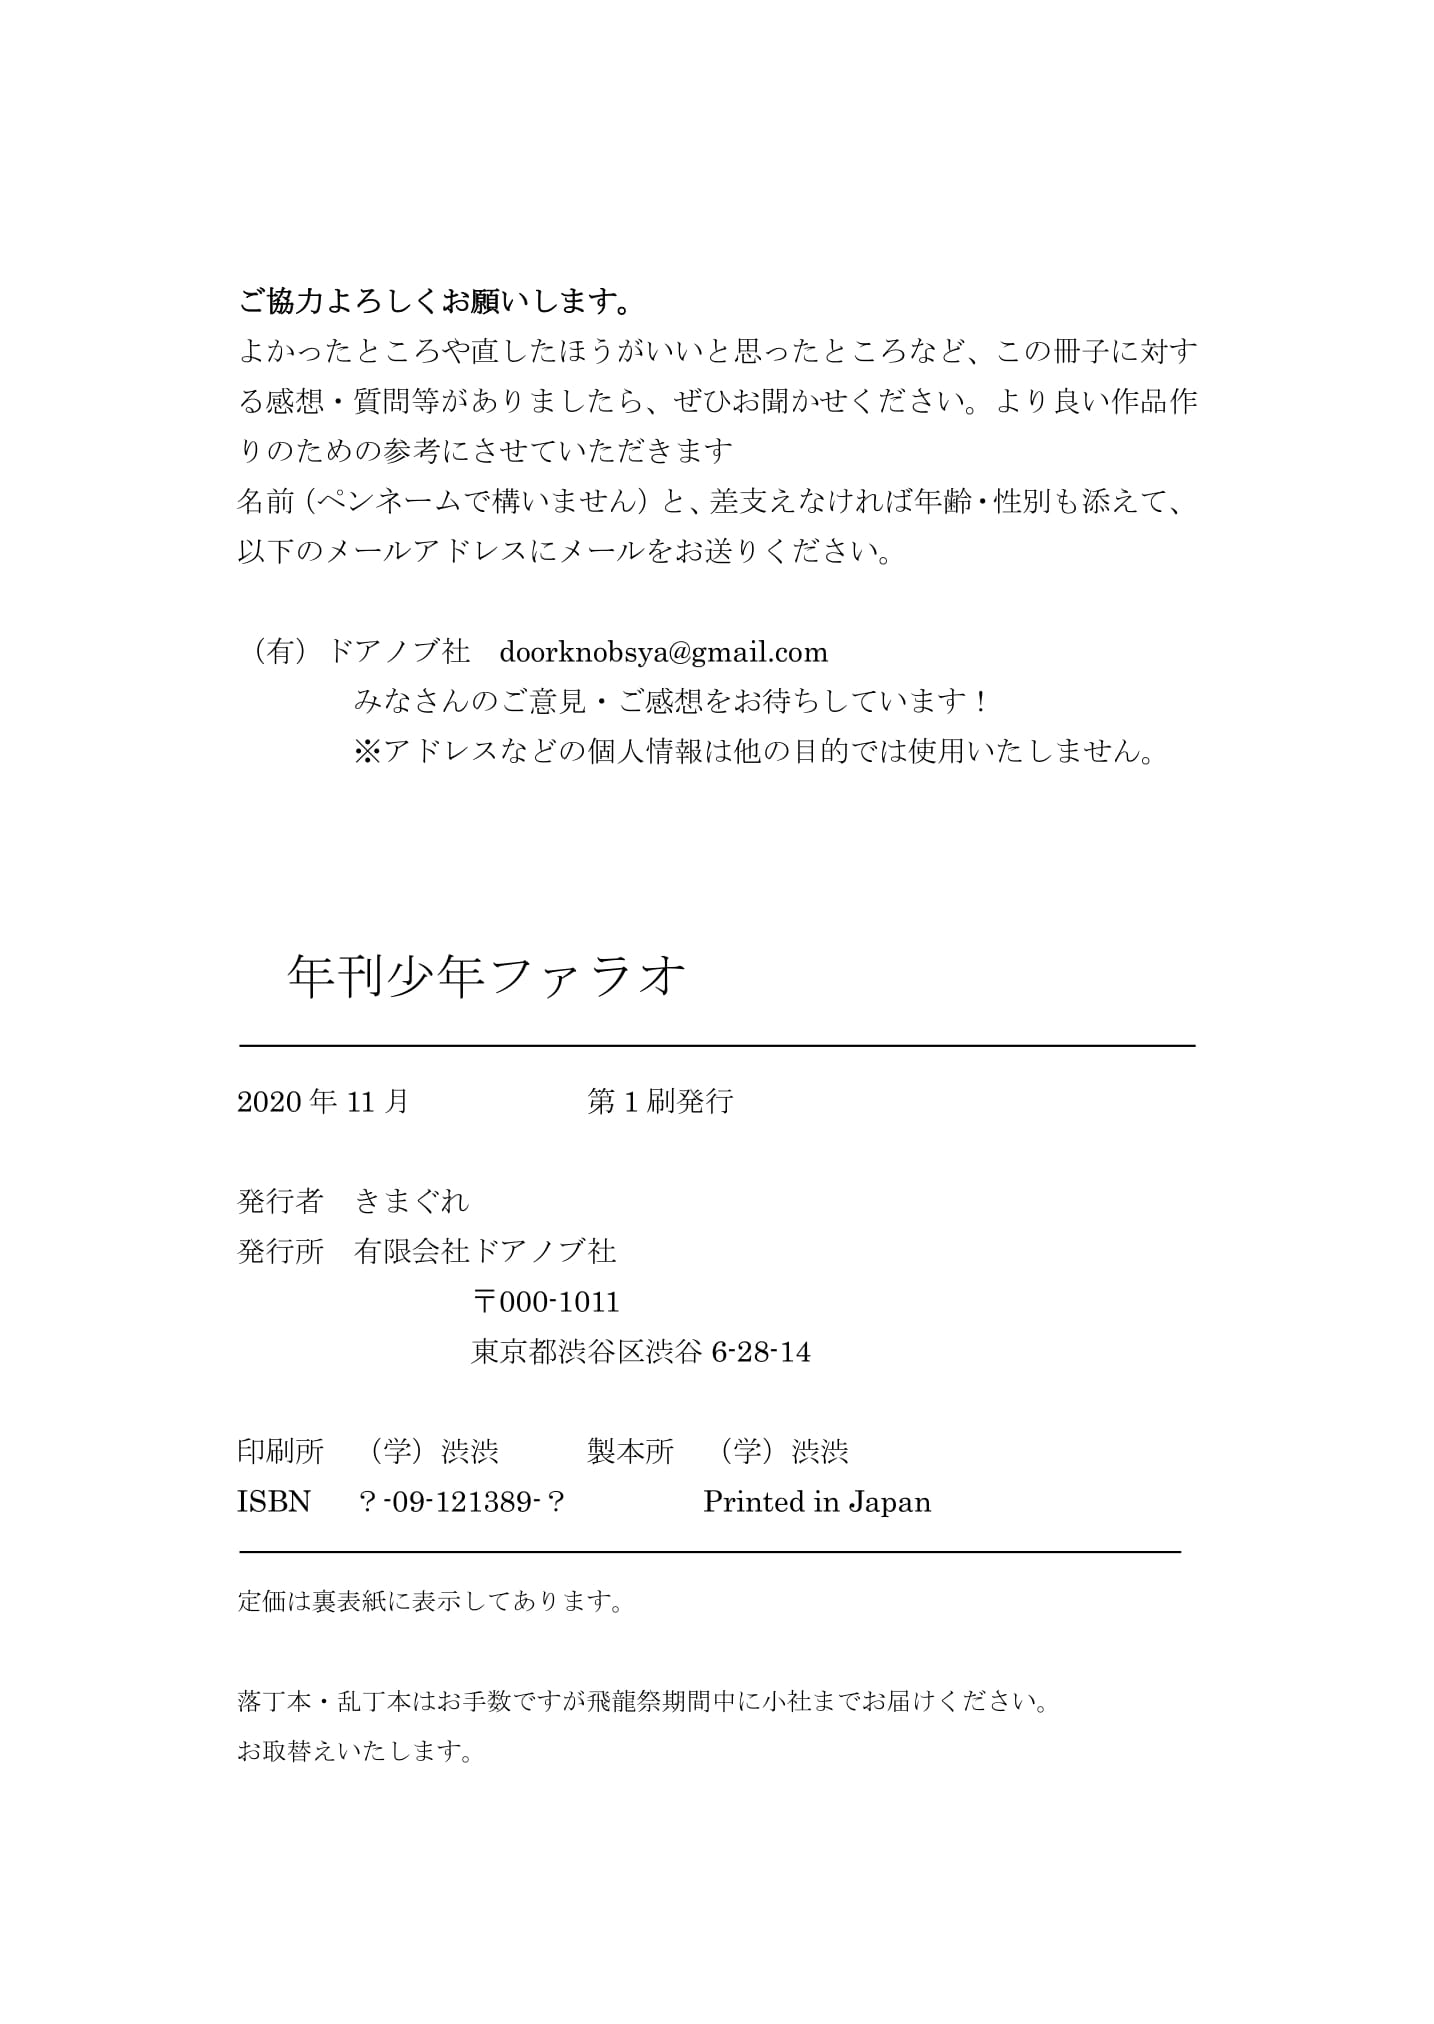 ご協力よろしくお願いします。
よかったところや直したほうがいいと思ったところなど、この冊子に対す
る感想・質問等がありましたら、ぜひお聞かせください。より良い作品作
りのための参考にさせていただきます
名前（ペンネームで構いません）と、差支えなければ年齢・性別も添えて、
以下のメールアドレスにメールをお送りください。
（有）ドアノブ社　doorknobsya@gmail.com
みなさんのご意見・ご感想をお待ちしています！
※アドレスなどの個人情報は他の目的では使用いたしません。
年刊少年ファラオ
2020 年 11 月　　　　　　第 1 刷発行
発行者　きまぐれ
発行所　有限会社ドアノブ社
〒000-1011
東京都渋谷区渋谷 6-28-14
印刷所　（学）渋渋　　　製本所　（学）渋渋
ISBN　？-09-121389-？　　　　　Printed in Japan
定価は裏表紙に表示してあります。
落丁本・乱丁本はお手数ですが飛龍祭期間中に小社までお届けください。
お取替えいたします。